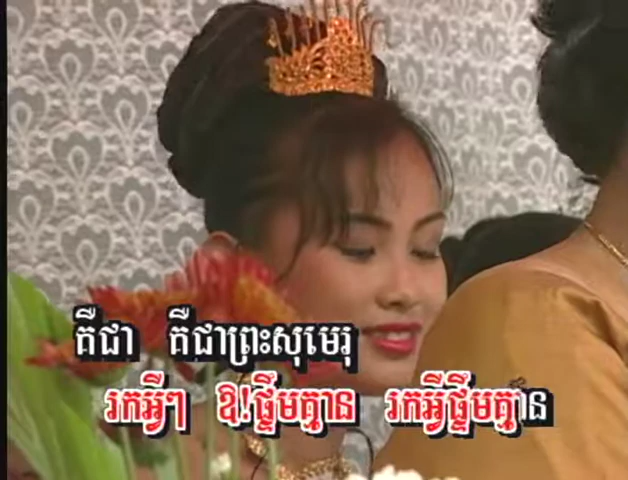 គឺជា គឺជាព្រះសុមេរុ
រកអ្វីៗ ឱ!ផ្ទឹមគ្មាន រកអ្វីផ្ទឹមគ្មាន